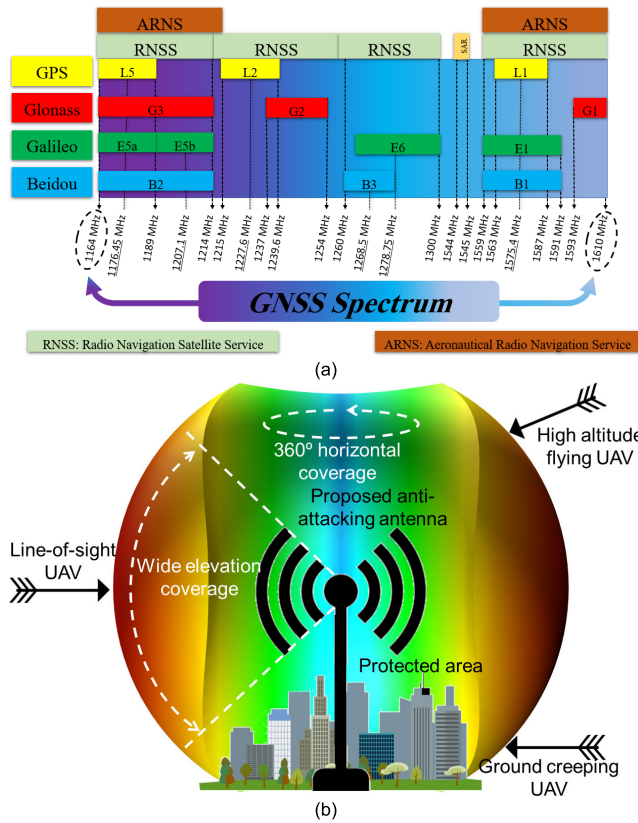 ARNS
ARNS
RNSS
RNSS
RNSS
SAR
RNSS
GPS
L5
L2
L1
Glonass
G3
G2
G1
Galileo
E5a
E5b
E6
E1
Beidou
B2
B3
B1
1164 MHz
1176.45 MHz
1189 MHz
1207.1 MHz
1214 MHz
1215 MHz
1227.6 MHz
1237 MHz
1239.6 MHz
1254 MHz
1260 MHz
1268.5 MHz
1278.75 MHz
1300 MHz
1544 MHz
1545 MHz
1559 MHz
1563 MHz
1575.4 MHz
1587 MHz
1591 MHz
1593 MHz
1610 MHz
GNSS Spectrum
RNSS: Radio Navigation Satellite Service
ARNS: Aeronautical Radio Navigation Service
(a)
360º horizontal
coverage
High altitude
flying UAV
Proposed anti-
attacking antenna
Line-of-sight
UAV
Wide elevation
coverage
Protected area
Ground creeping
UAV
(b)